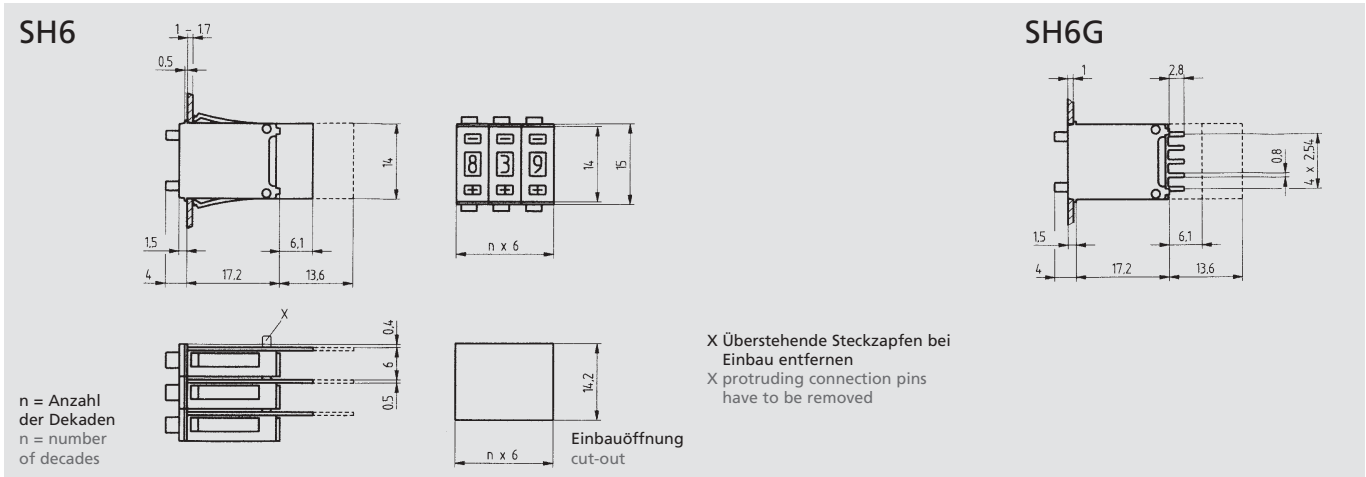 SH6
1 - 1.7
0.5
14
1.5
6,1
4
17.2
13,6
- - -
8 3 9
+ + +
14
15
n x 6
SH6G
1
2,8
0.8
4 x 2.54
1.5
6,1
4
17.2
13,6
X
0.4
6
0.5
n = Anzahl
der Dekaden
n = number
of decades
14.2
n x 6
Einbauöffnung
cut-out
X Überstehende Steckzapfen bei
Einbau entfernen
X protruding connection pins
have to be removed